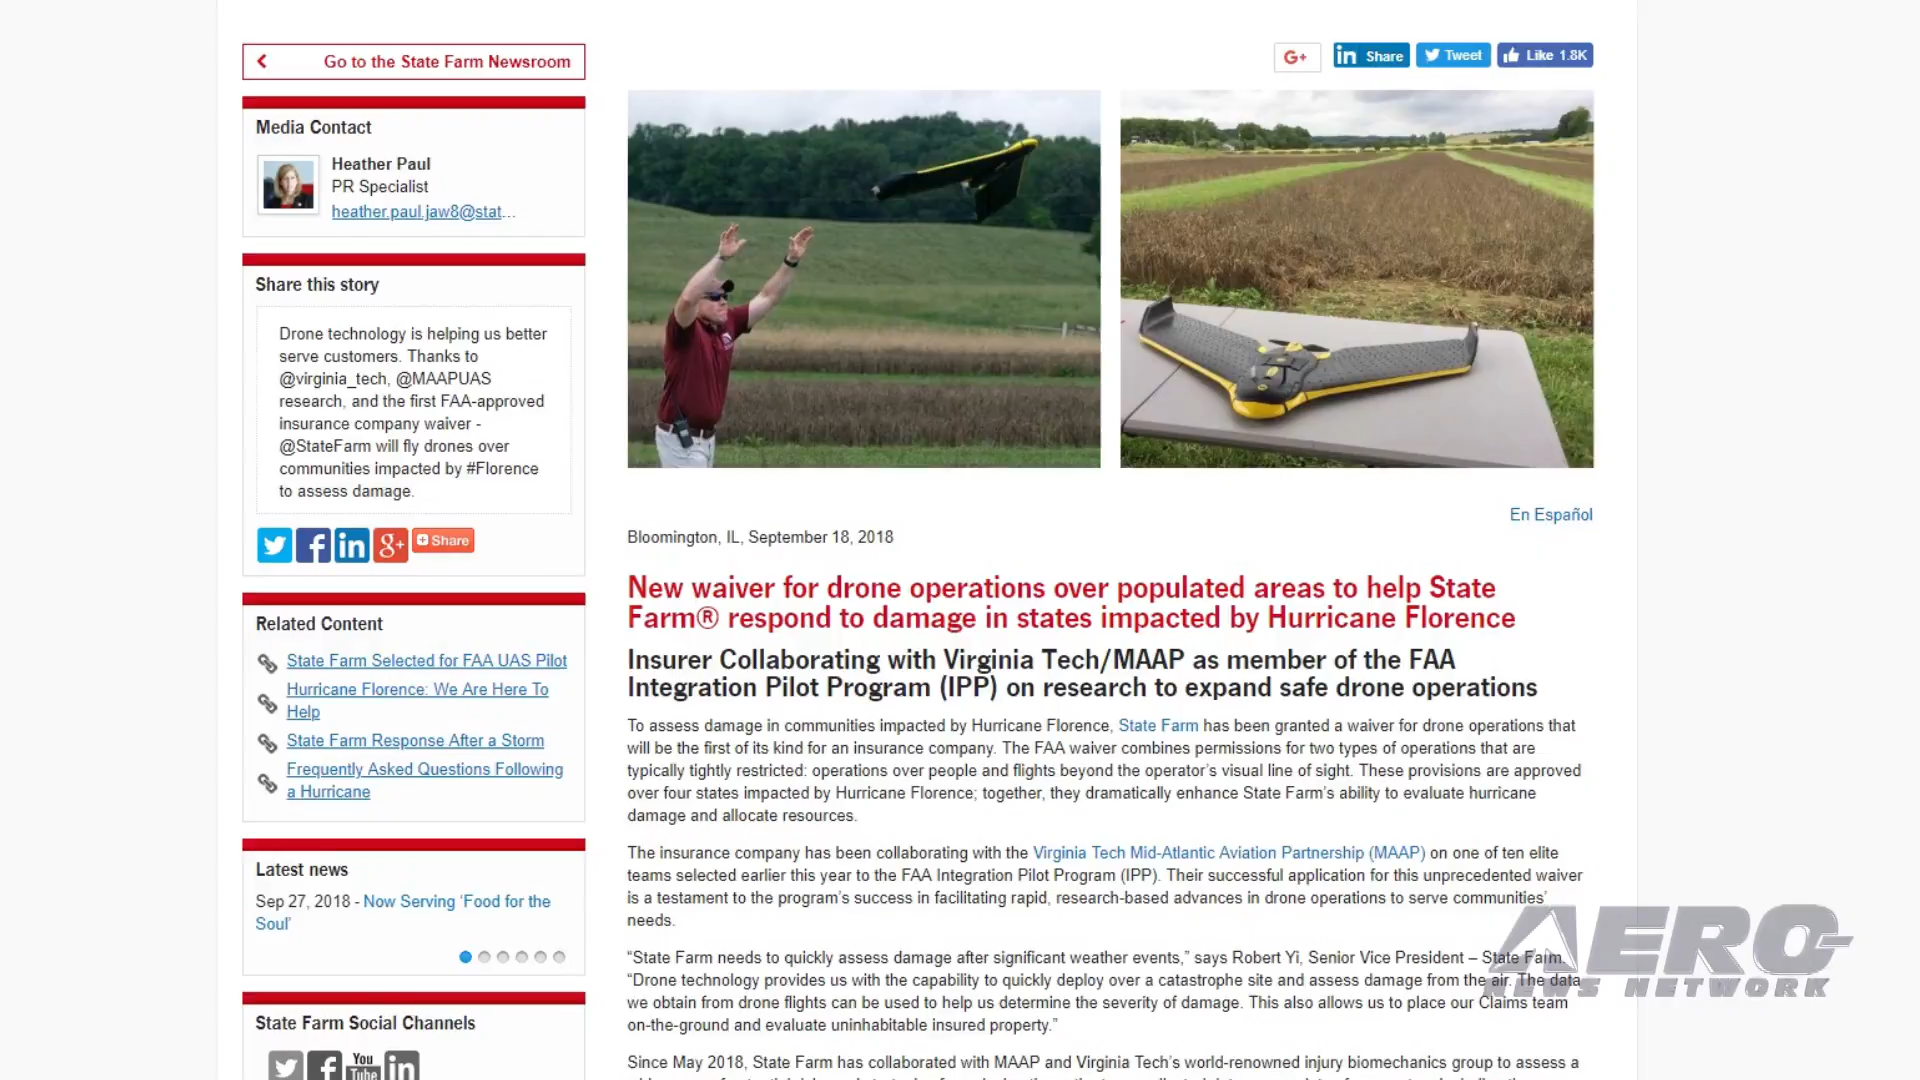 Go to the State Farm Newsroom
Media Contact
Heather Paul
PR Specialist
heather.paul.jaw8@stat...
Share this story
Drone technology is helping us better
serve customers. Thanks to
@virginia_tech, @MAAPUAS
research, and the first FAA-approved
insurance company waiver -
@StateFarm will fly drones over
communities impacted by #Florence
to assess damage.
Share
Related Content
State Farm Selected for FAA UAS Pilot
Hurricane Florence: We Are Here To
Help
State Farm Response After a Storm
Frequently Asked Questions Following
a Hurricane
Latest news
Sep 27, 2018 - Now Serving ‘Food for the
Soul’
State Farm Social Channels
You
Tube
G+
in Share
Tweet
Like 1.8K
En Español
Bloomington, IL, September 18, 2018
New waiver for drone operations over populated areas to help State
Farm® respond to damage in states impacted by Hurricane Florence
Insurer Collaborating with Virginia Tech/MAAP as member of the FAA
Integration Pilot Program (IPP) on research to expand safe drone operations
To assess damage in communities impacted by Hurricane Florence, State Farm has been granted a waiver for drone operations that
will be the first of its kind for an insurance company. The FAA waiver combines permissions for two types of operations that are
typically tightly restricted: operations over people and flights beyond the operator’s visual line of sight. These provisions are approved
over four states impacted by Hurricane Florence; together, they dramatically enhance State Farm’s ability to evaluate hurricane
damage and allocate resources.
The insurance company has been collaborating with the Virginia Tech Mid-Atlantic Aviation Partnership (MAAP) on one of ten elite
teams selected earlier this year to the FAA Integration Pilot Program (IPP). Their successful application for this unprecedented waiver
is a testament to the program’s success in facilitating rapid, research-based advances in drone operations to serve communities’
needs.
“State Farm needs to quickly assess damage after significant weather events,” says Robert Yi, Senior Vice President – State Farm.
“Drone technology provides us with the capability to quickly deploy over a catastrophe site and assess damage from the air. The data
we obtain from drone flights can be used to help us determine the severity of damage. This also allows us to place our Claims team
on-the-ground and evaluate uninhabitable insured property.”
Since May 2018, State Farm has collaborated with MAAP and Virginia Tech’s world-renowned injury biomechanics group to assess a
AERO-
NEWS NETWORK